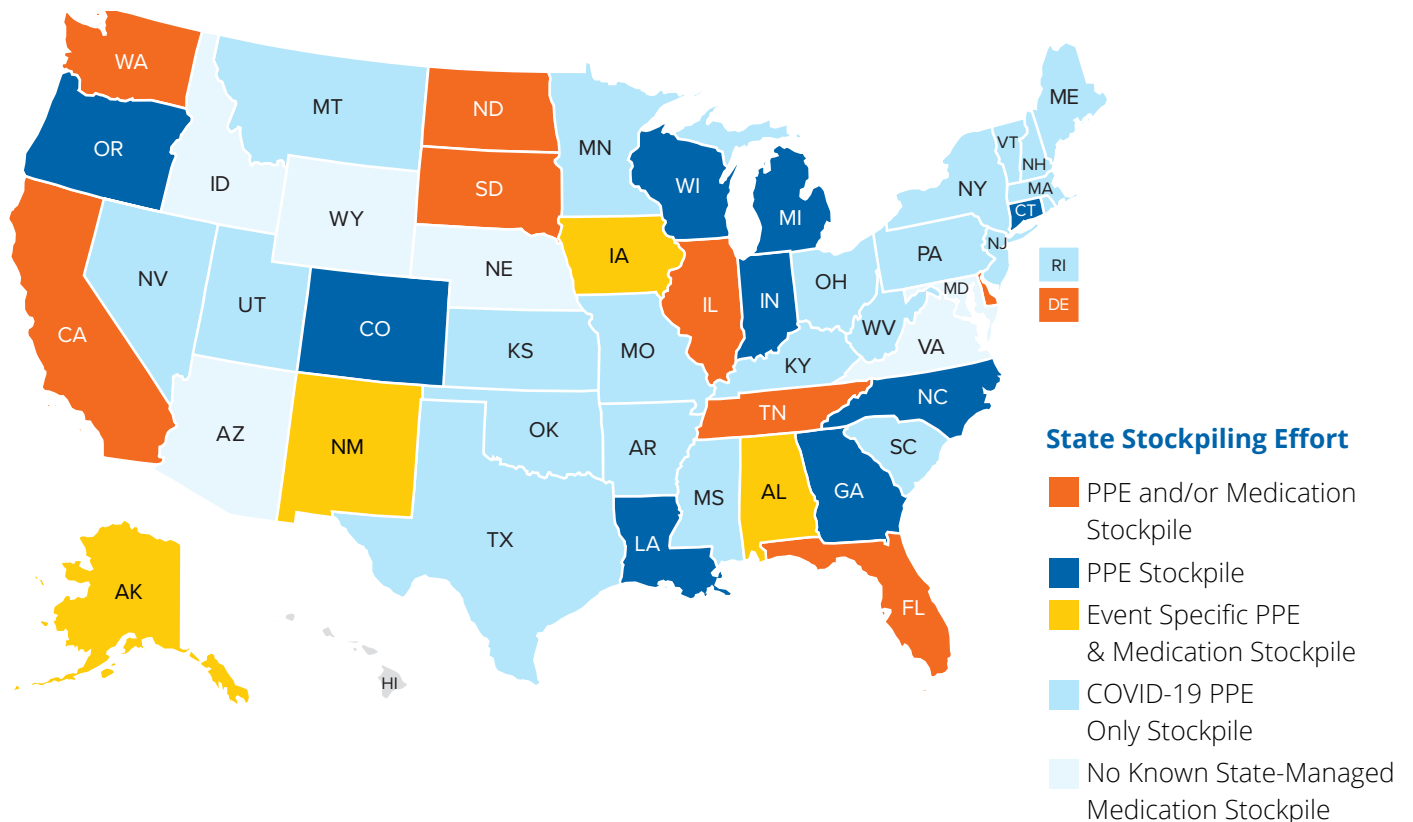 WA
MT
ND
MN
ME
OR
ID
SD
WI
VT
NH
WY
MI
NY
MA
CT
IA
NE
PA
NJ
RI
NV
UT
IL
IN
OH
MD
DE
CA
CO
KS
MO
WV
VA
KY
NC
AZ
NM
OK
AR
TN
SC
MS
AL
GA
TX
LA
AK
FL
HI
State Stockpiling Effort
PPE and/or Medication
Stockpile
PPE Stockpile
Event Specific PPE
& Medication Stockpile
COVID-19 PPE
Only Stockpile
No Known State-Managed
Medication Stockpile